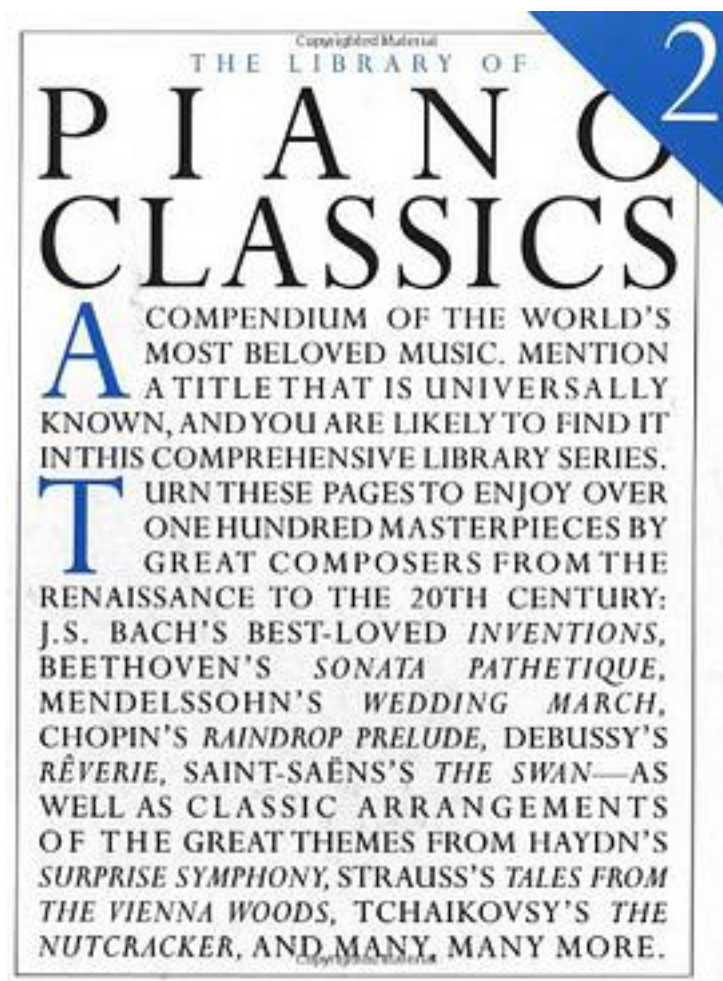 Copyrighted Material
2
THE LIBRARY OF
PIANO
CLASSICS
A COMPENDIUM OF THE WORLD'S
MOST BELOVED MUSIC. MENTION
A TITLE THAT IS UNIVERSALLY
KNOWN, AND YOU ARE LIKELY TO FIND IT
IN THIS COMPREHENSIVE LIBRARY SERIES.
TURN THESE PAGES TO ENJOY OVER
ONE HUNDRED MASTERPIECES BY
GREAT COMPOSERS FROM THE
RENAISSANCE TO THE 20TH CENTURY:
J.S. BACH'S BEST-LOVED INVENTIONS,
BEETHOVEN'S SONATA PATHETIQUE,
MENDELSSOHN'S WEDDING MARCH,
CHOPIN'S RAINDROP PRELUDE, DEBUSSY'S
RÊVERIE, SAINT-SAËNS'S THE SWAN—AS
WELL AS CLASSIC ARRANGEMENTS
OF THE GREAT THEMES FROM HAYDN'S
SURPRISE SYMPHONY, STRAUSS'S TALES FROM
THE VIENNA WOODS, TCHAIKOVSY'S THE
NUTCRACKER, AND MANY, MANY MORE.
Copyrighted Material